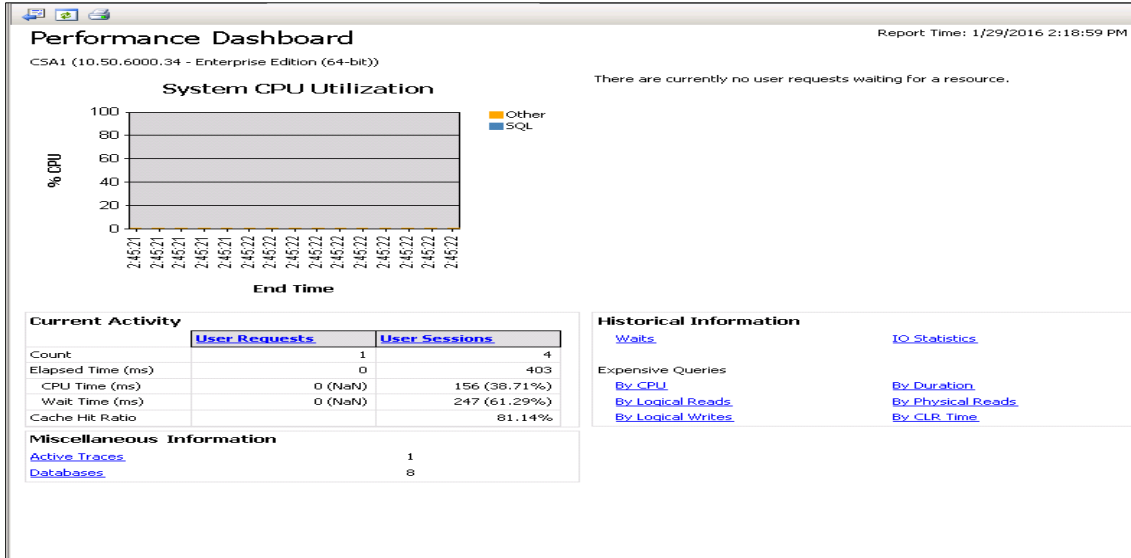 Performance Dashboard
Report Time: 1/29/2016 2:18:59 PM
CSA1 (10.50.6000.34 - Enterprise Edition (64-bit))
There are currently no user requests waiting for a resource.
System CPU Utilization
Other
SQL
% CPU
100
80
60
40
20
0
2:45:21
2:45:21
2:45:21
2:45:21
2:45:21
2:45:22
2:45:22
2:45:22
2:45:22
2:45:22
2:45:22
2:45:22
2:45:22
2:45:22
End Time
Current Activity
User Requests User Sessions
Count 1 4
Elapsed Time (ms) 0 403
CPU Time (ms) 0 (NaN) 156 (38.71%)
Wait Time (ms) 0 (NaN) 247 (61.29%)
Cache Hit Ratio 81.14%
Miscellaneous Information
Active Traces 1
Databases 8
Historical Information
Waits IO Statistics
Expensive Queries
By CPU By Duration
By Logical Reads By Physical Reads
By Logical Writes By CLR Time